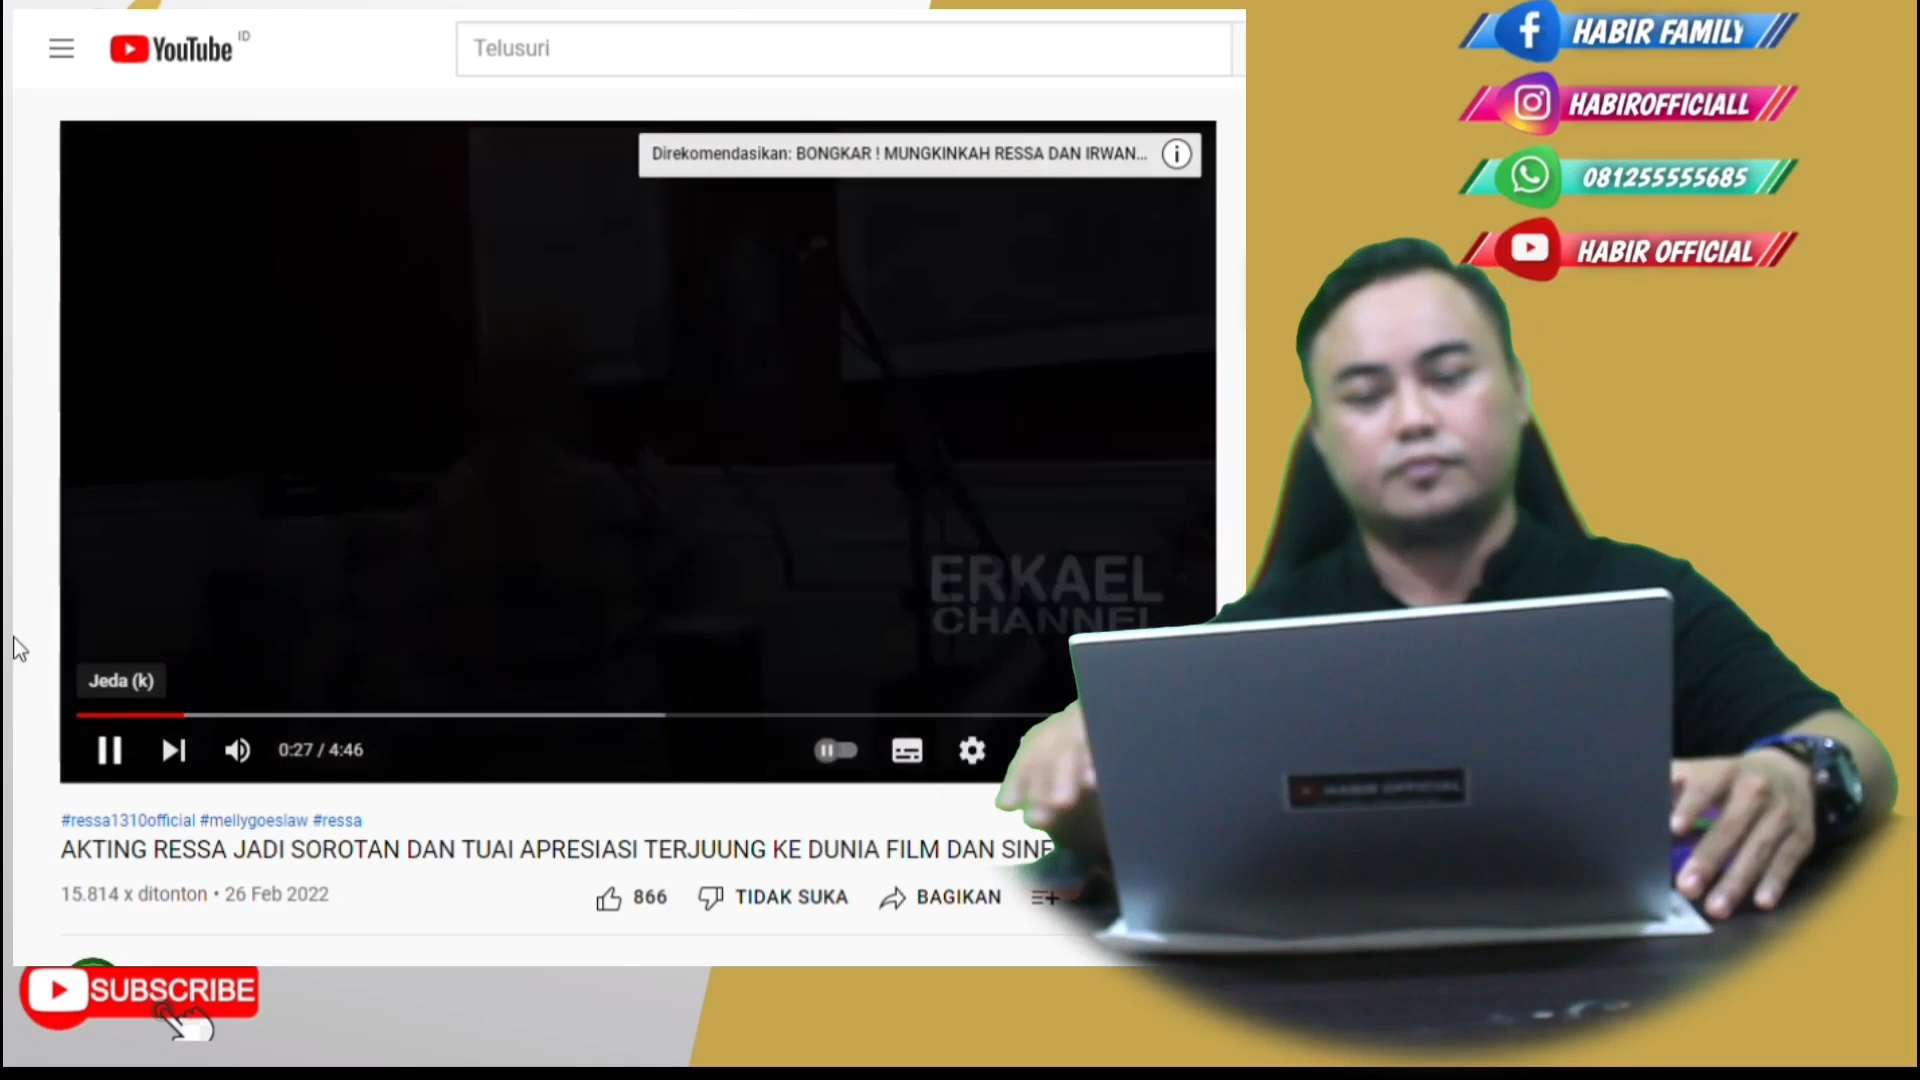 YouTube ID
Telusuri
Direkomendasikan: BONGKAR ! MUNGKINKAH RESSA DAN IRWAN...
ERKAEL
CHANNEL
Jeda (k)
0:27 / 4:46
#ressa1310official #mellygoeslaw #ressa
AKTING RESSA JADI SOROTAN DAN TUAI APRESIASI TERJUUNG KE DUNIA FILM DAN SINE
15.814 x ditonton • 26 Feb 2022
866
TIDAK SUKA
BAGIKAN
SUBSCRIBE
HABIR FAMILY
HABIROFFICIALL
081255555685
HABIR OFFICIAL
HABIR OFFICIAL